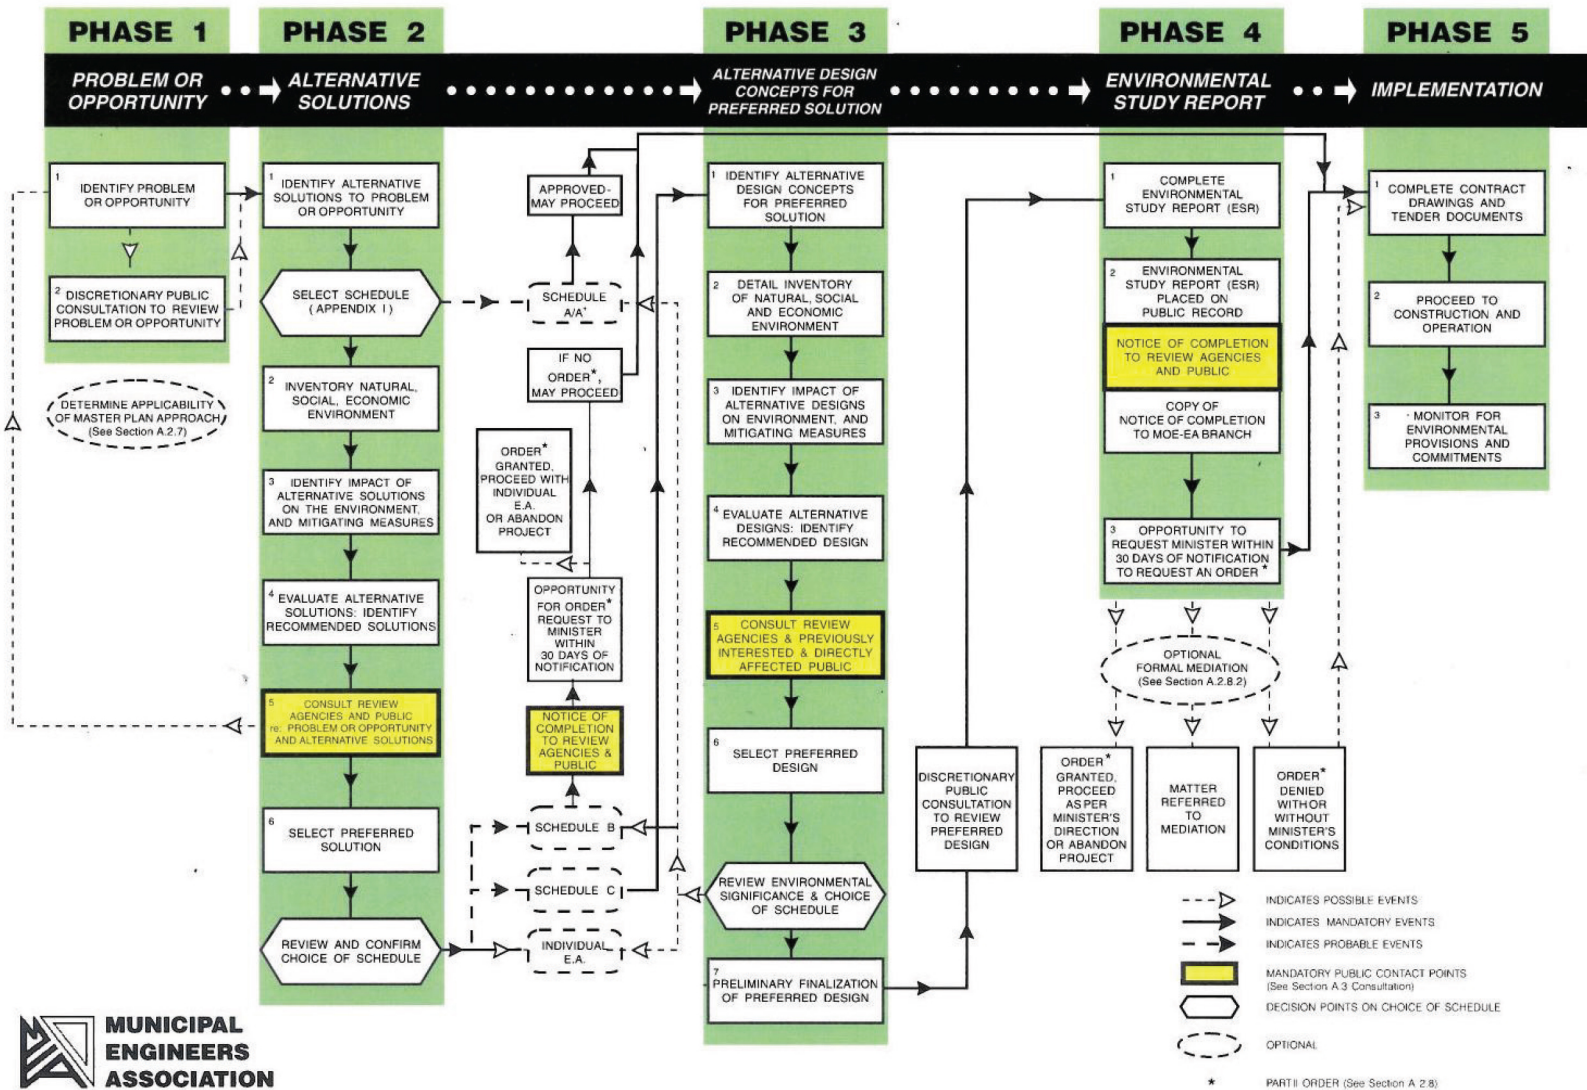 PHASE 1
PROBLEM OR
OPPORTUNITY
1
IDENTIFY PROBLEM
OR OPPORTUNITY
2
DISCRETIONARY PUBLIC
CONSULTATION TO REVIEW
PROBLEM OR OPPORTUNITY
DETERMINE APPLICABILITY
OF MASTER PLAN APPROACH
(See Section A.2.7)
PHASE 2
ALTERNATIVE
SOLUTIONS
1
IDENTIFY ALTERNATIVE
SOLUTIONS TO PROBLEM
OR OPPORTUNITY
SELECT SCHEDULE
( APPENDIX I )
2
INVENTORY NATURAL,
SOCIAL, ECONOMIC
ENVIRONMENT
3
IDENTIFY IMPACT OF
ALTERNATIVE SOLUTIONS
ON THE ENVIRONMENT,
AND MITIGATING MEASURES
4
EVALUATE ALTERNATIVE
SOLUTIONS: IDENTIFY
RECOMMENDED SOLUTIONS
5
CONSULT REVIEW
AGENCIES AND PUBLIC
re: PROBLEM OR OPPORTUNITY
AND ALTERNATIVE SOLUTIONS
6
SELECT PREFERRED
SOLUTION
REVIEW AND CONFIRM
CHOICE OF SCHEDULE
APPROVED-
MAY PROCEED
SCHEDULE
A/A+
IF NO
ORDER*,
MAY PROCEED
ORDER*
GRANTED,
PROCEED WITH
INDIVIDUAL
E.A.
OR ABANDON
PROJECT
OPPORTUNITY
FOR ORDER*
REQUEST TO
MINISTER
WITHIN
30 DAYS OF
NOTIFICATION
NOTICE OF
COMPLETION
TO REVIEW
AGENCIES &
PUBLIC
SCHEDULE B
SCHEDULE C
INDIVIDUAL
E.A.
PHASE 3
ALTERNATIVE DESIGN
CONCEPTS FOR
PREFERRED SOLUTION
1
IDENTIFY ALTERNATIVE
DESIGN CONCEPTS
FOR PREFERRED
SOLUTION
2
DETAIL INVENTORY
OF NATURAL, SOCIAL
AND ECONOMIC
ENVIRONMENT
3
IDENTIFY IMPACT OF
ALTERNATIVE DESIGNS
ON ENVIRONMENT, AND
MITIGATING MEASURES
4
EVALUATE ALTERNATIVE
DESIGNS: IDENTIFY
RECOMMENDED DESIGN
5
CONSULT REVIEW
AGENCIES & PREVIOUSLY
INTERESTED & DIRECTLY
AFFECTED PUBLIC
6
SELECT PREFERRED
DESIGN
REVIEW ENVIRONMENTAL
SIGNIFICANCE & CHOICE
OF SCHEDULE
7
PRELIMINARY FINALIZATION
OF PREFERRED DESIGN
DISCRETIONARY
PUBLIC
CONSULTATION
TO REVIEW
PREFERRED
DESIGN
PHASE 4
ENVIRONMENTAL
STUDY REPORT
1
COMPLETE
ENVIRONMENTAL
STUDY REPORT (ESR)
2
ENVIRONMENTAL
STUDY REPORT (ESR)
PLACED ON
PUBLIC RECORD
NOTICE OF COMPLETION
TO REVIEW AGENCIES
AND PUBLIC
COPY OF
NOTICE OF COMPLETION
TO MOE-EA BRANCH
3
OPPORTUNITY TO
REQUEST MINISTER WITHIN
30 DAYS OF NOTIFICATION
TO REQUEST AN ORDER*
OPTIONAL
FORMAL MEDIATION
(See Section A.2.8.2)
ORDER*
GRANTED,
PROCEED
AS PER
MINISTER'S
DIRECTION
OR ABANDON
PROJECT
MATTER
REFERRED
TO
MEDIATION
ORDER*
DENIED
WITH OR
WITHOUT
MINISTER'S
CONDITIONS
PHASE 5
IMPLEMENTATION
1
COMPLETE CONTRACT
DRAWINGS AND
TENDER DOCUMENTS
2
PROCEED TO
CONSTRUCTION AND
OPERATION
3
MONITOR FOR
ENVIRONMENTAL
PROVISIONS AND
COMMITMENTS
INDICATES POSSIBLE EVENTS
INDICATES MANDATORY EVENTS
INDICATES PROBABLE EVENTS
MANDATORY PUBLIC CONTACT POINTS
(See Section A.3 Consultation)
DECISION POINTS ON CHOICE OF SCHEDULE
OPTIONAL
* PART II ORDER (See Section A.2.8)
MUNICIPAL
ENGINEERS
ASSOCIATION